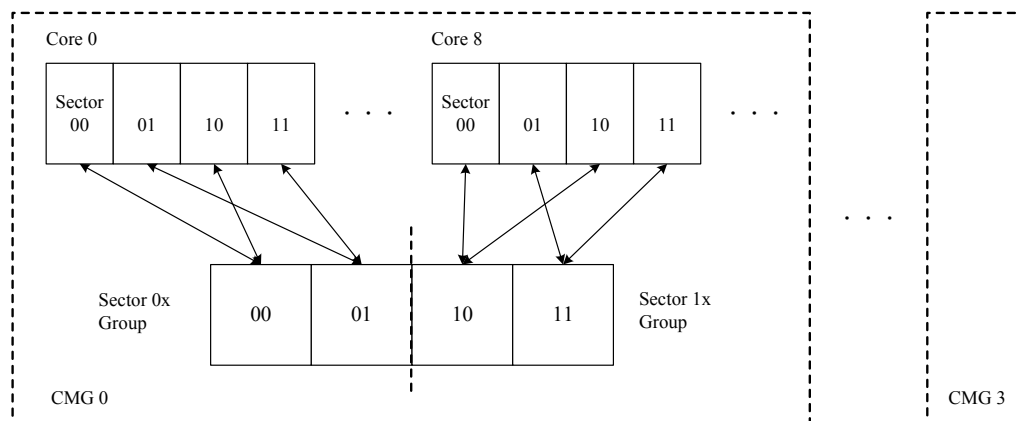 Core 0
Core 8
Sector
00 01 10 11
. . .
Sector
00 01 10 11
. . .
. . .
Sector 0x
Group
00 01 10 11
Sector 1x
Group
CMG 0
CMG 3